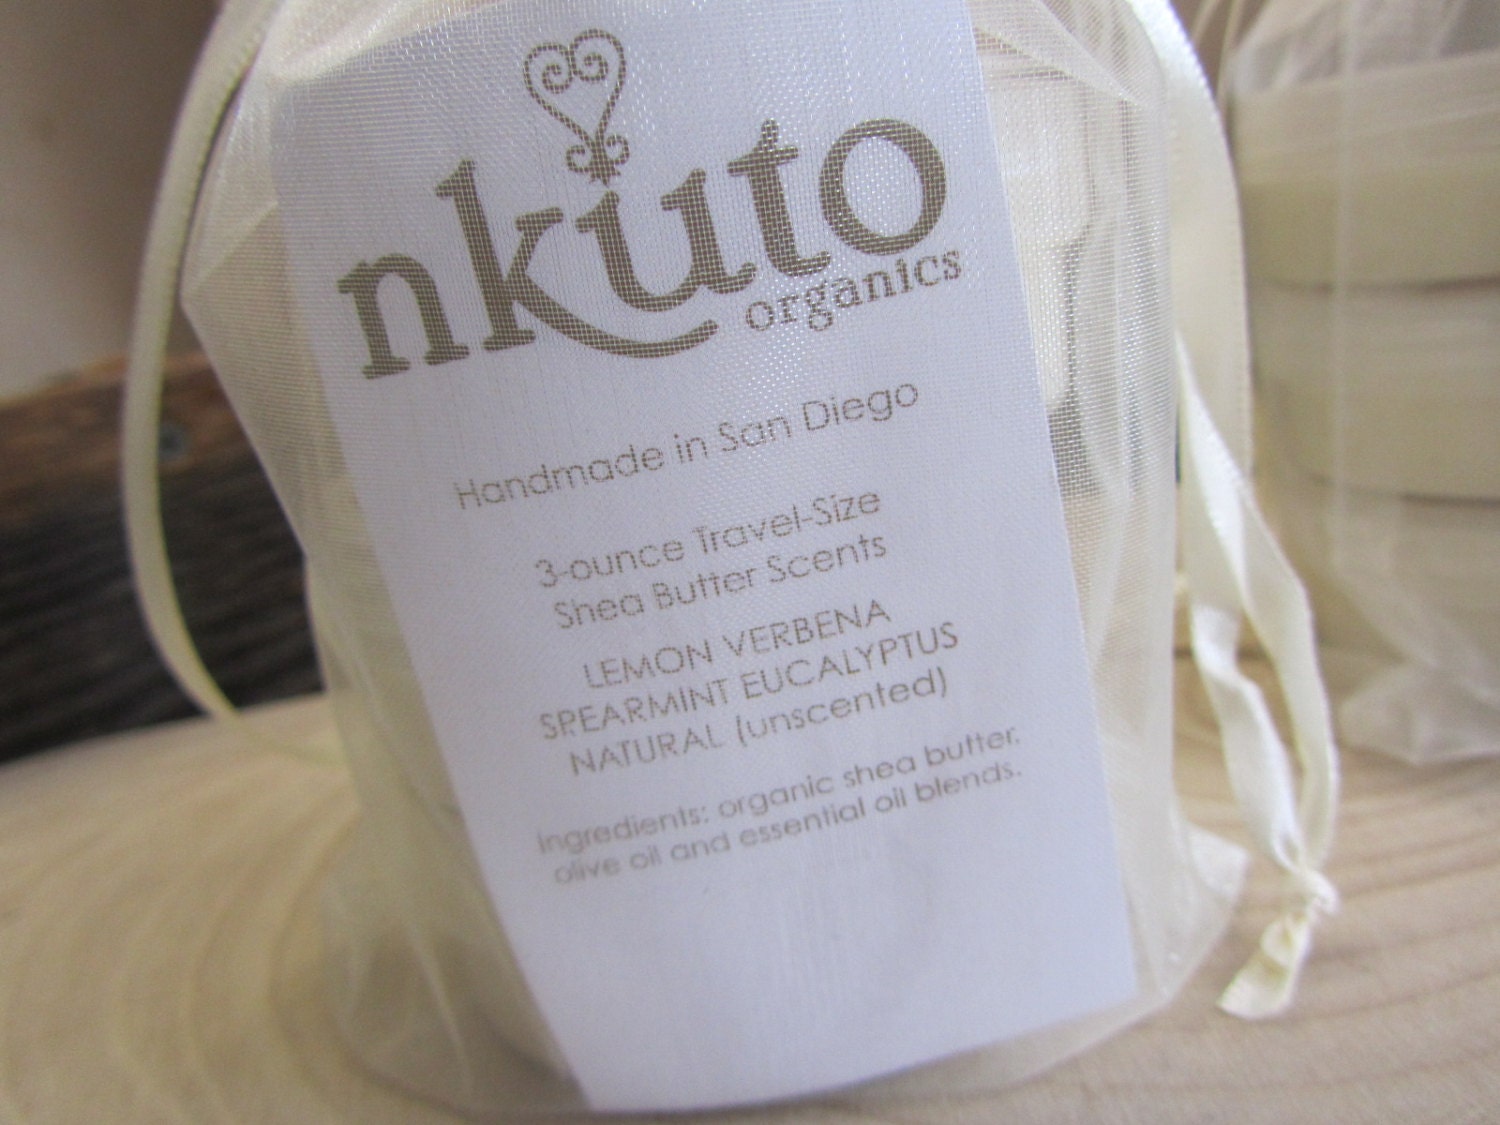 nkuto
organics
Handmade in San Diego
3-ounce Travel-Size
Shea Butter Scents
LEMON VERBENA
SPEARMINT EUCALYPTUS
NATURAL (unscented)
Ingredients: organic shea butter,
olive oil and essential oil blends.